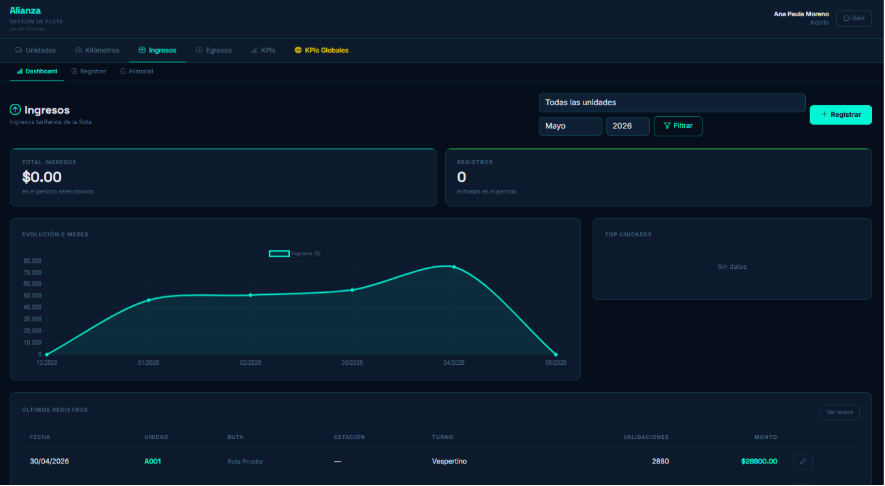 Alianza
GESTIÓN DE FLOTA
Ana Paula Moreno
Admin
Salir
Unidades Kilómetros Ingresos Egresos KPIs KPIs Globales
Dashboard Registrar Historial
Ingresos
Ingresos tarifarios de la flota
Todas las unidades
Mayo 2026 Filtrar
+ Registrar
TOTAL INGRESOS
$0.00
en el período seleccionado
REGISTROS
0
entradas en el período
EVOLUCIÓN 6 MESES
Ingresos ($)
80,000
70,000
60,000
50,000
40,000
30,000
20,000
10,000
0
12/2025 01/2026 02/2026 03/2026 04/2026 05/2026
TOP UNIDADES
Sin datos
ÚLTIMOS REGISTROS
Ver todos
FECHA UNIDAD RUTA ESTACIÓN TURNO VALIDACIONES MONTO
30/04/2026 A001 Ruta Prueba — Vespertino 2880 $28800.00